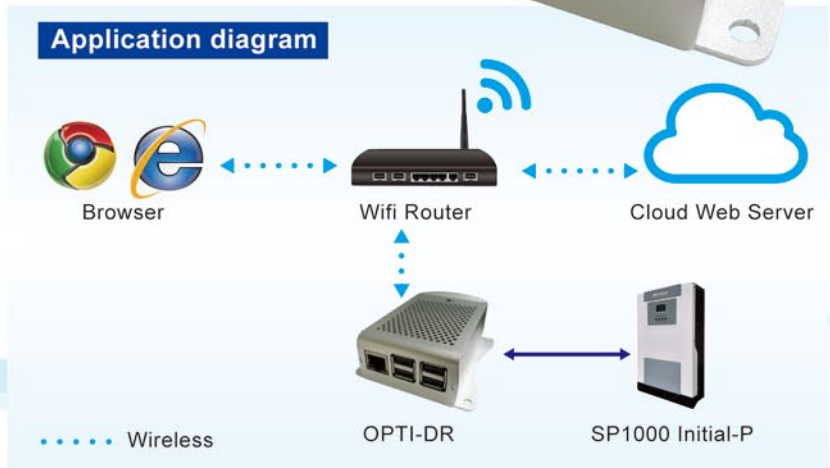 Application diagram
Browser
Wifi Router
Cloud Web Server
OPTI-DR
SP1000 Initial-P
Wireless